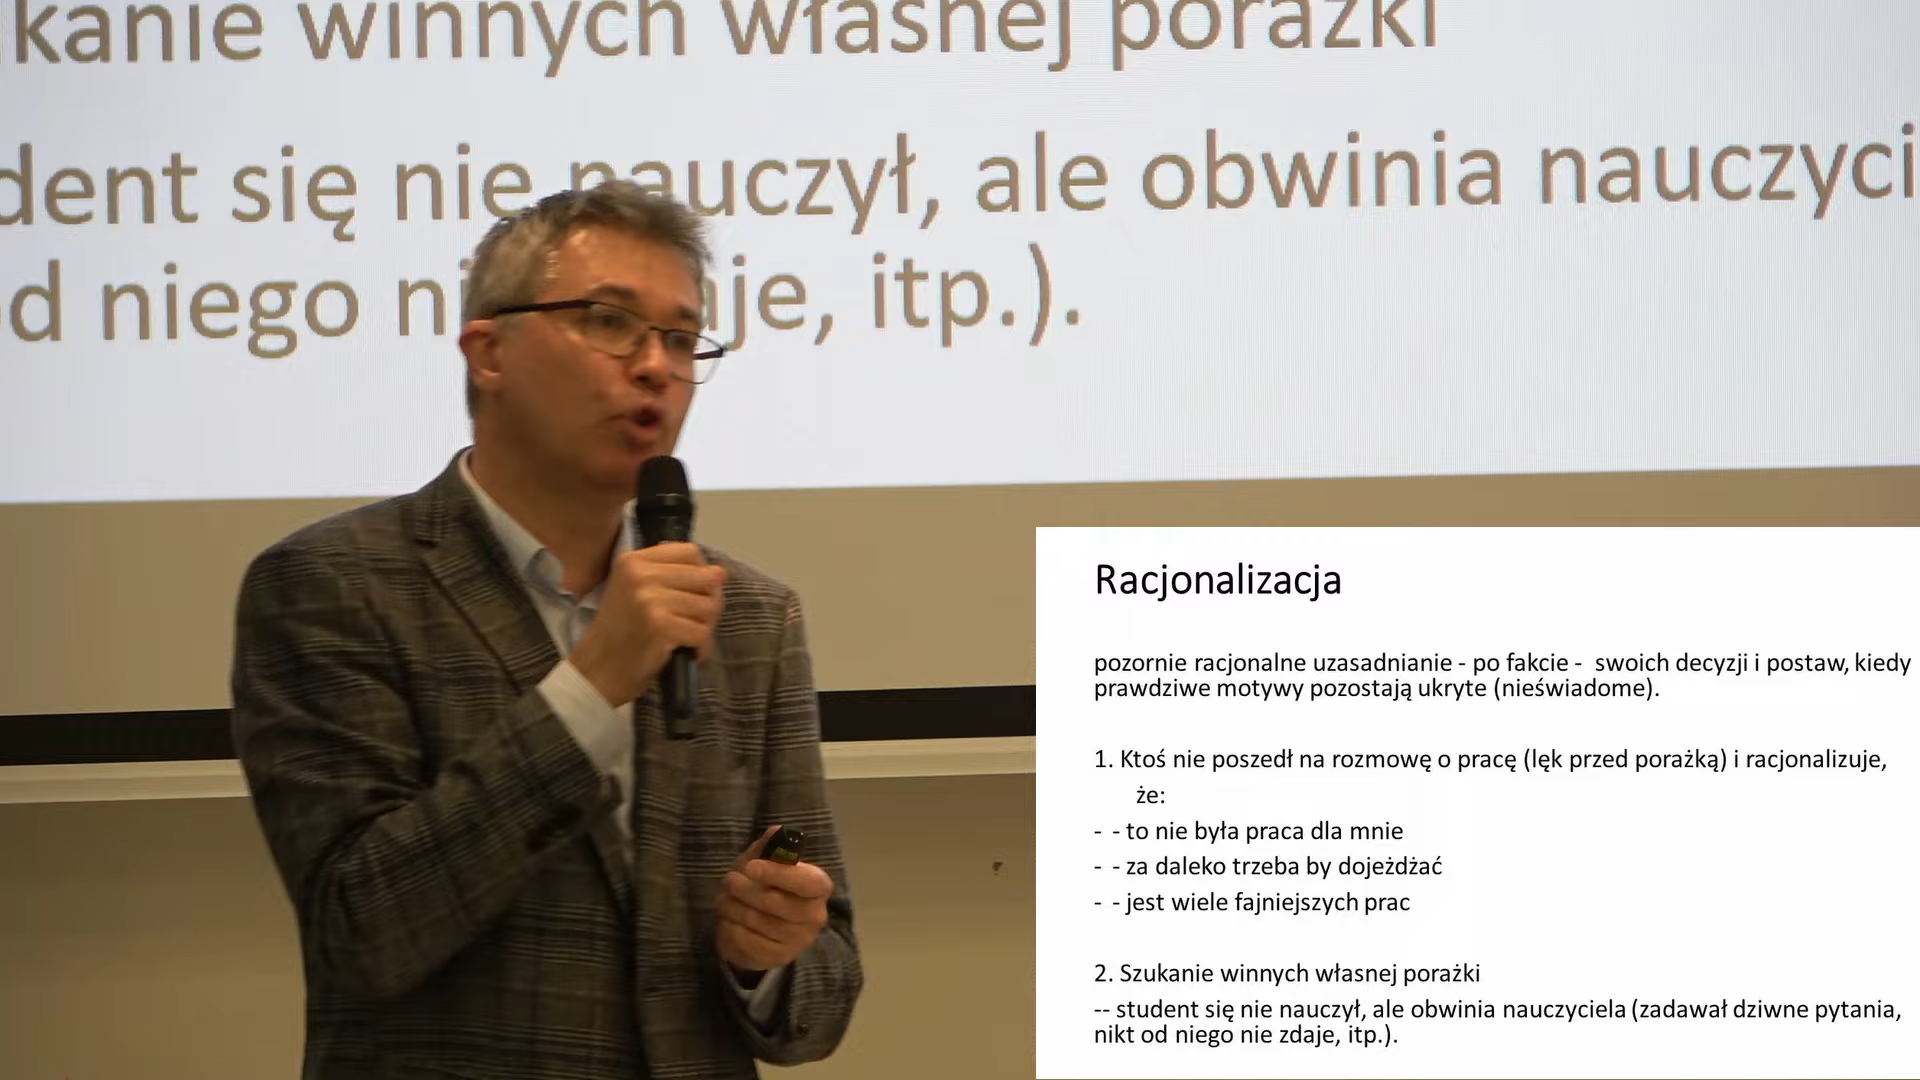 kanie winnych własnej porażki
dent się nie nauczył, ale obwinia nauczyci
od niego ni aje, itp.).
Racjonalizacja
pozornie racjonalne uzasadnianie - po fakcie - swoich decyzji i postaw, kiedy
prawdziwe motywy pozostają ukryte (nieświadome).
1. Ktoś nie poszedł na rozmowę o pracę (lęk przed porażką) i racjonalizuje,
że:
- - to nie była praca dla mnie
- - za daleko trzeba by dojeżdżać
- - jest wiele fajniejszych prac
2. Szukanie winnych własnej porażki
-- student się nie nauczył, ale obwinia nauczyciela (zadawał dziwne pytania,
nikt od niego nie zdaje, itp.).